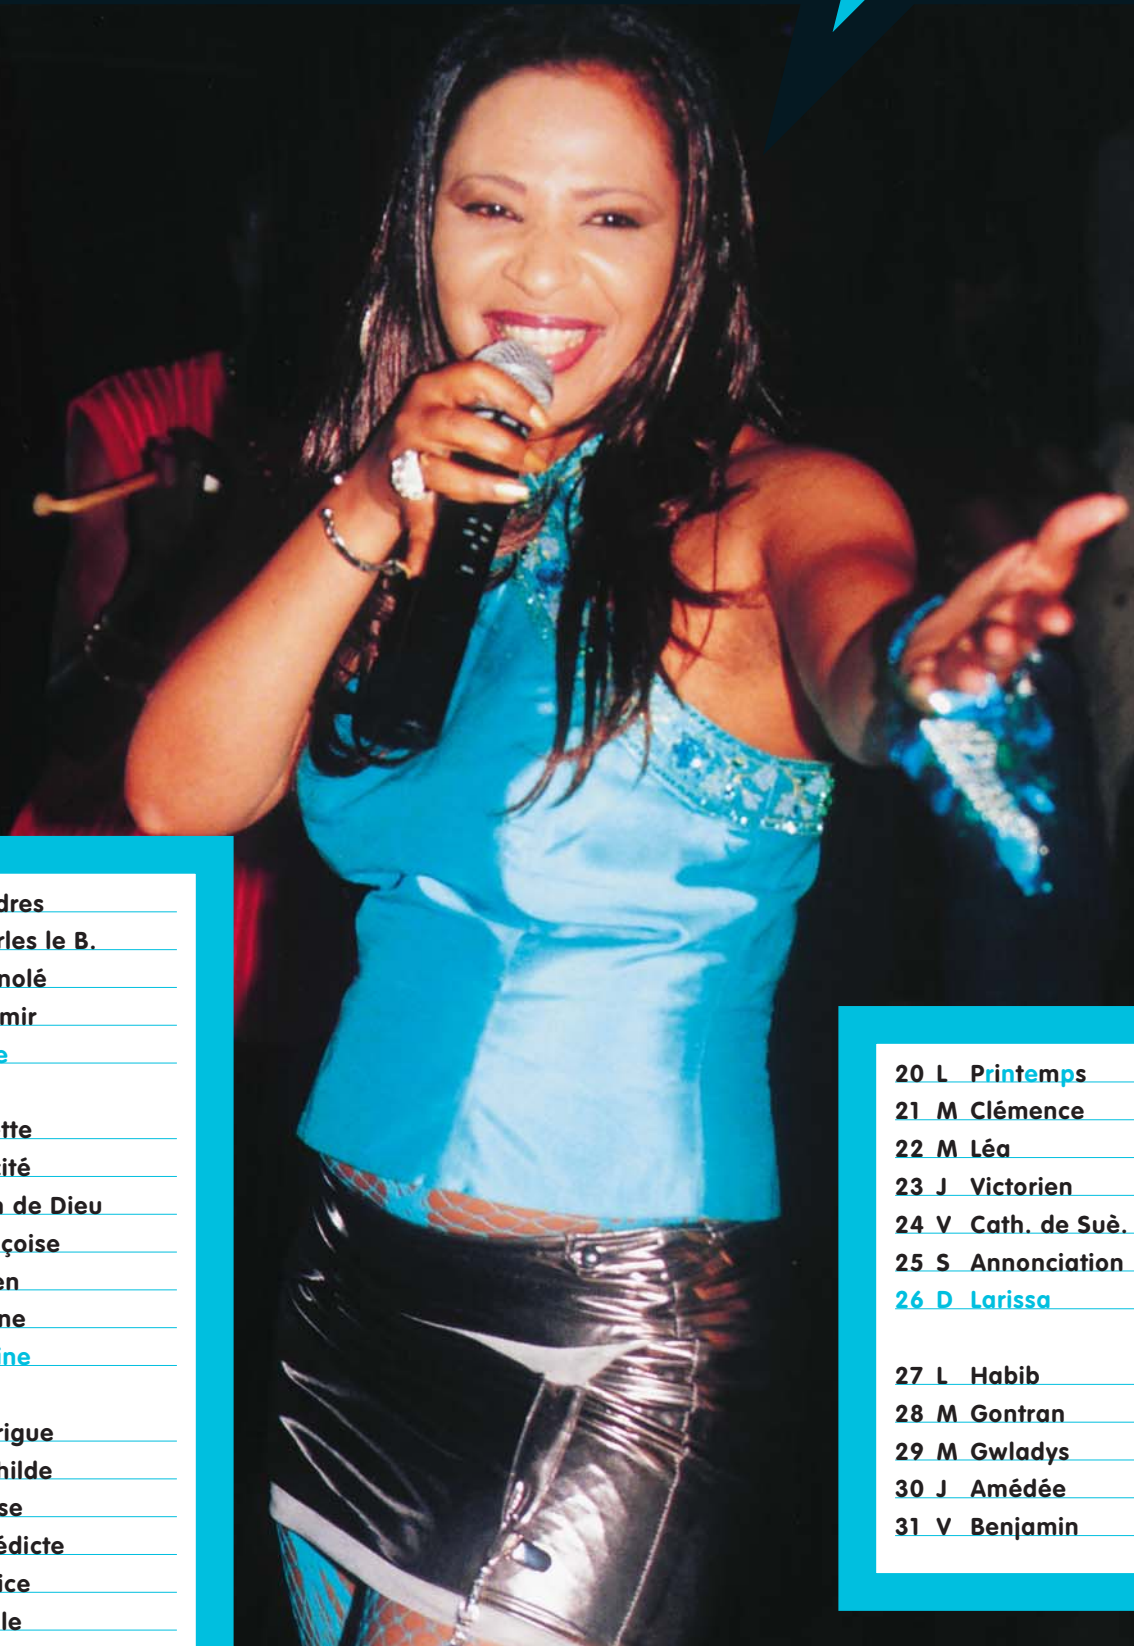 dres
rles le B.
nolé
mir
e
tte
ité
n de Dieu
çoise
en
ne
ine
rigue
hilde
se
édicte
ice
le
20 L Printemps
21 M Clémence
22 M Léa
23 J Victorien
24 V Cath. de Suè.
25 S Annonciation
26 D Larissa
27 L Habib
28 M Gontran
29 M Gwladys
30 J Amédée
31 V Benjamin